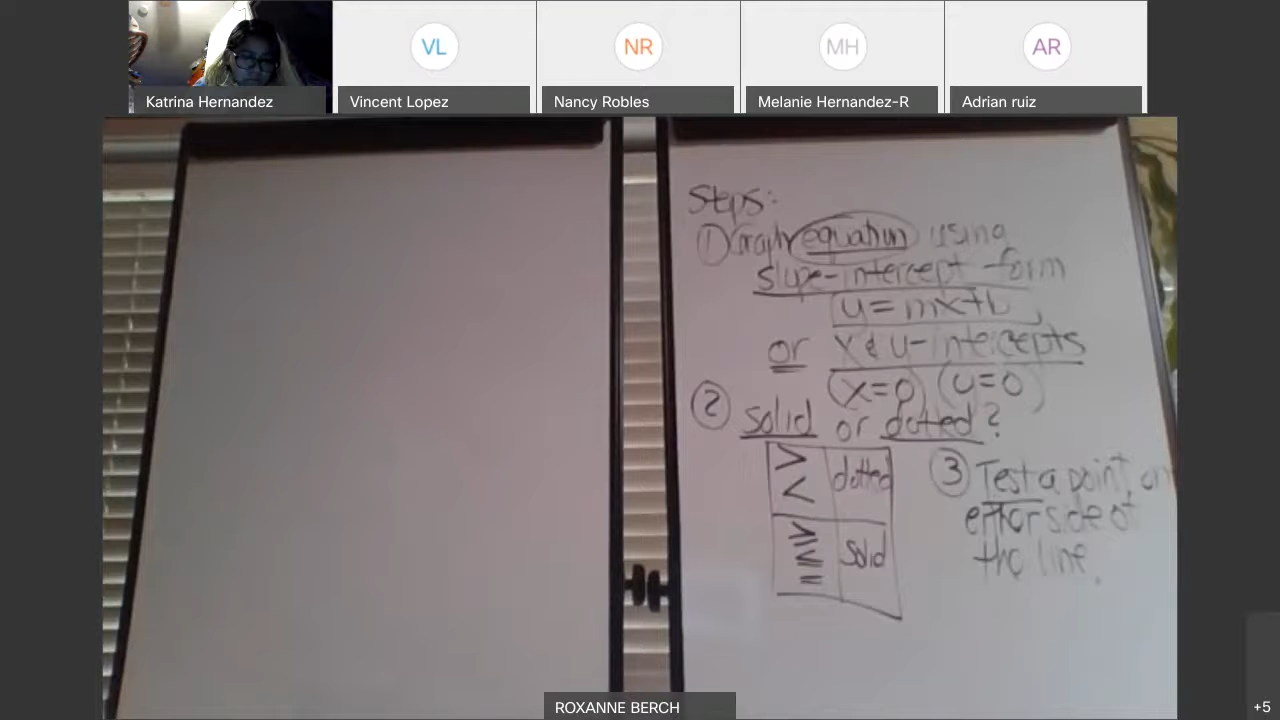 VL
NR
MH
AR
Katrina Hernandez
Vincent Lopez
Nancy Robles
Melanie Hernandez-R
Adrian ruiz
Steps:
① Graph equation using
slope-intercept form
y=mx+b
or x & y-intercepts
(x=0) (y=0)
② solid or dotted?
> < dotted
≥ ≤ = solid
③ Test a point on
either side of
the line.
ROXANNE BERCH
+5